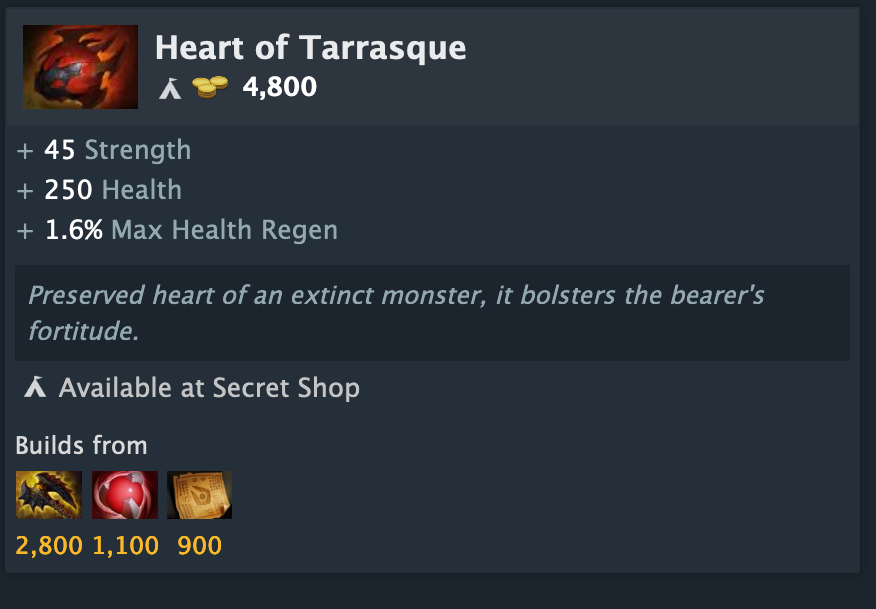 Heart of Tarrasque
4,800
+ 45 Strength
+ 250 Health
+ 1.6% Max Health Regen
Preserved heart of an extinct monster, it bolsters the bearer's
fortitude.
Available at Secret Shop
Builds from
2,800 1,100 900